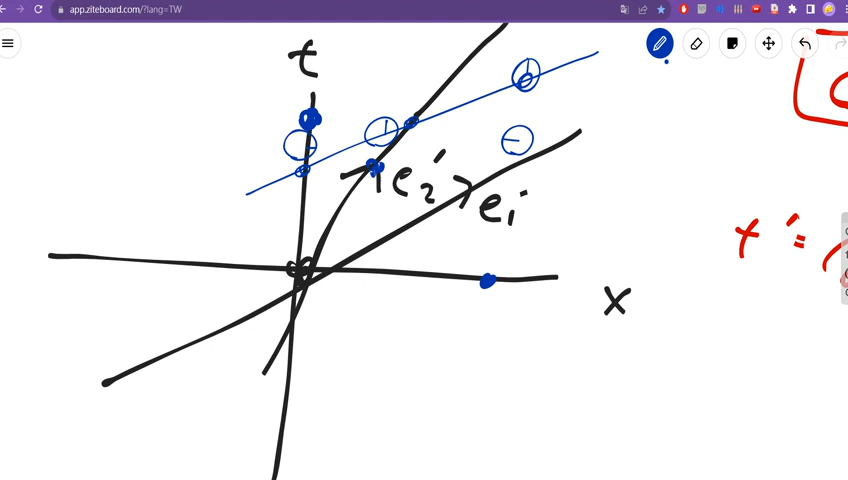 app.ziteboard.com/?lang=TW
t
e₂'
e₁
x
t' =